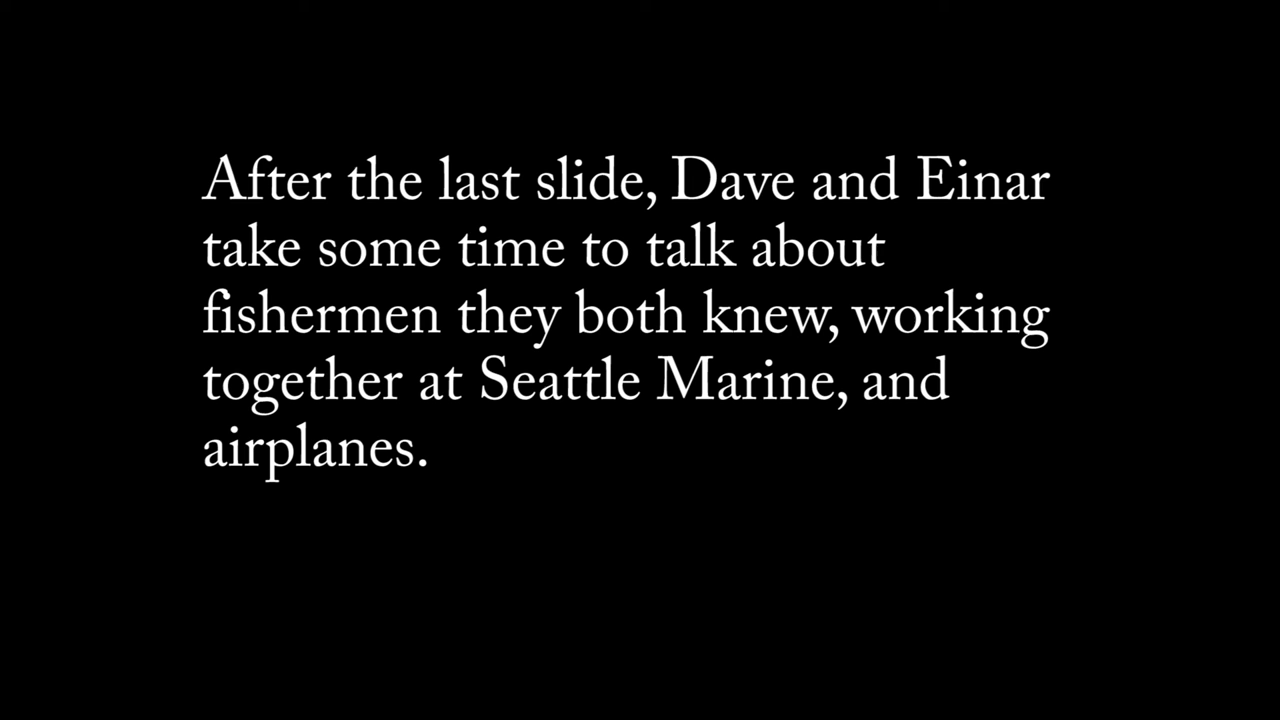 After the last slide, Dave and Einar
take some time to talk about
fishermen they both knew, working
together at Seattle Marine, and
airplanes.